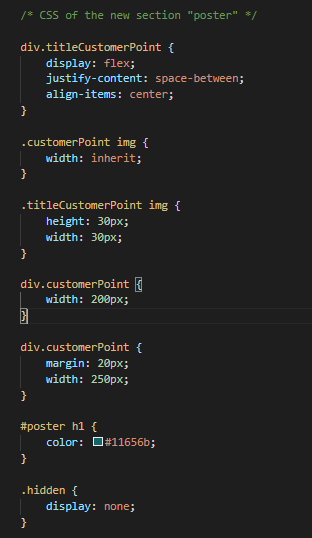 /* CSS of the new section "poster" */
div.titleCustomerPoint {
display: flex;
justify-content: space-between;
align-items: center;
}
.customerPoint img {
width: inherit;
}
.titleCustomerPoint img {
height: 30px;
width: 30px;
}
div.customerPoint {
width: 200px;
}
div.customerPoint {
margin: 20px;
width: 250px;
}
#poster h1 {
color: #11656b;
}
.hidden {
display: none;
}